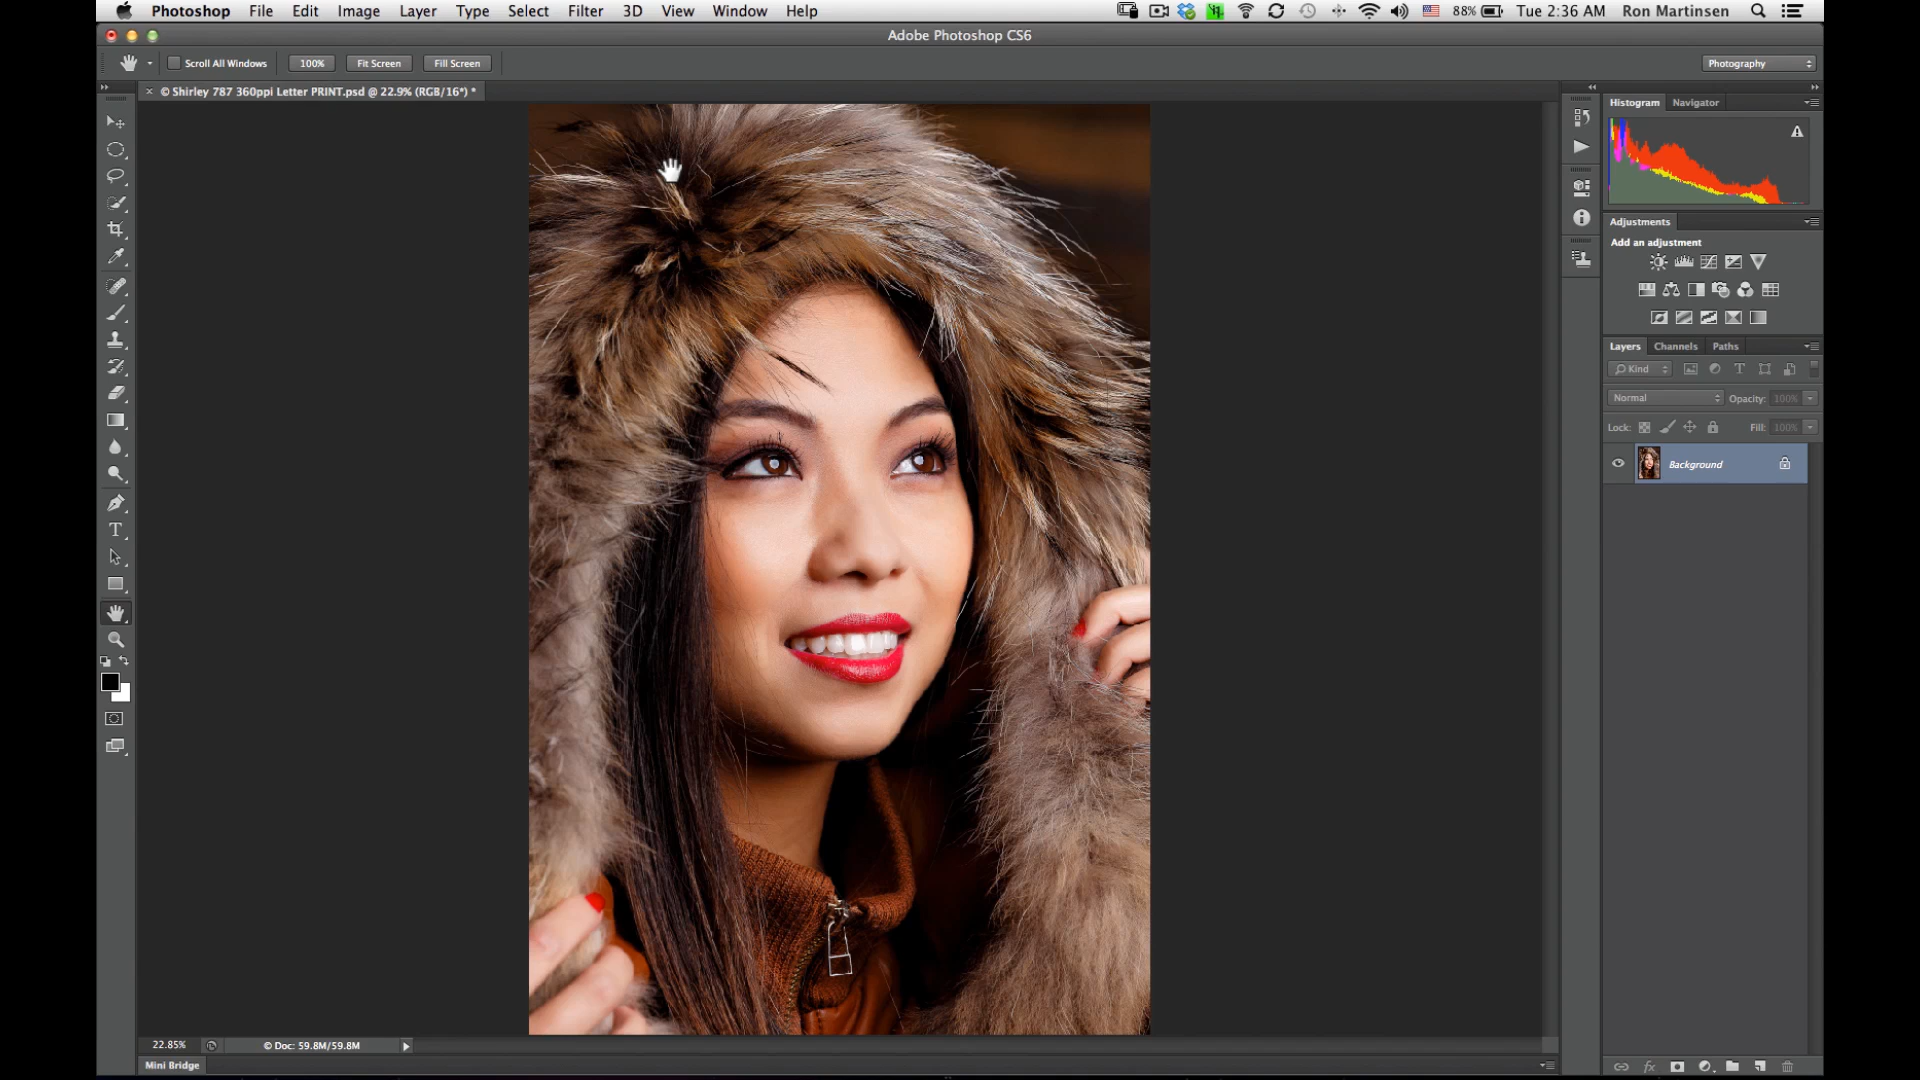 Photoshop File Edit Image Layer Type Select Filter 3D View Window Help 88% Tue 2:36 AM Ron Martinsen
Adobe Photoshop CS6
Scroll All Windows 100% Fit Screen Fill Screen Photography
× © Shirley 787 360ppi Letter PRINT.psd @ 22.9% (RGB/16*) *
Histogram Navigator
Adjustments
Add an adjustment
Layers Channels Paths
Kind
Normal Opacity: 100%
Lock: Fill: 100%
Background
22.85% © Doc: 59.8M/59.8M
Mini Bridge